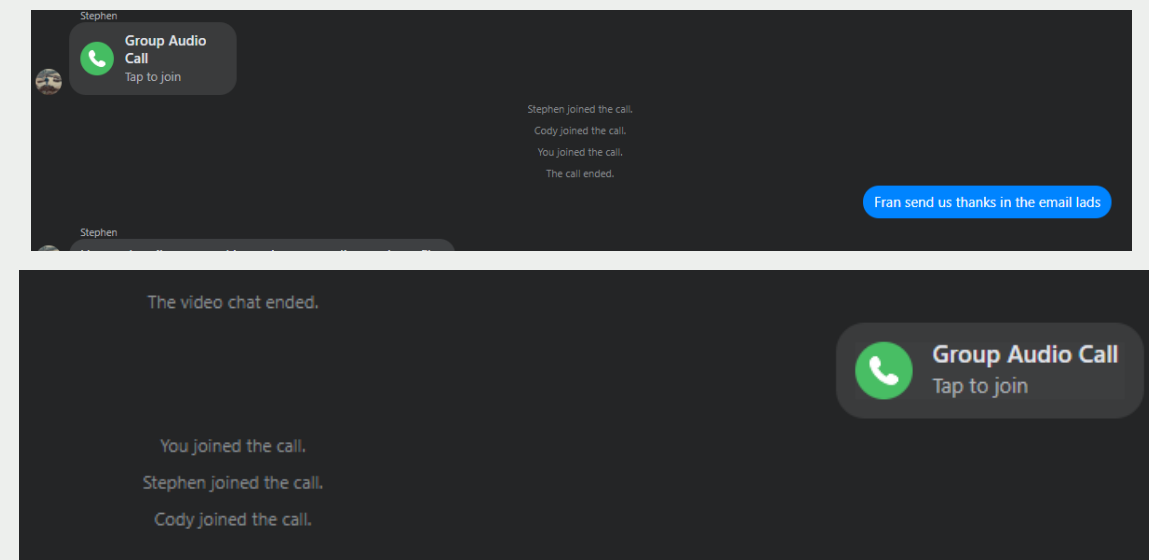 Stephen
Group Audio
Call
Tap to join
Stephen joined the call.
Cody joined the call.
You joined the call.
The call ended.
Fran send us thanks in the email lads
Stephen
The video chat ended.
Group Audio Call
Tap to join
You joined the call.
Stephen joined the call.
Cody joined the call.